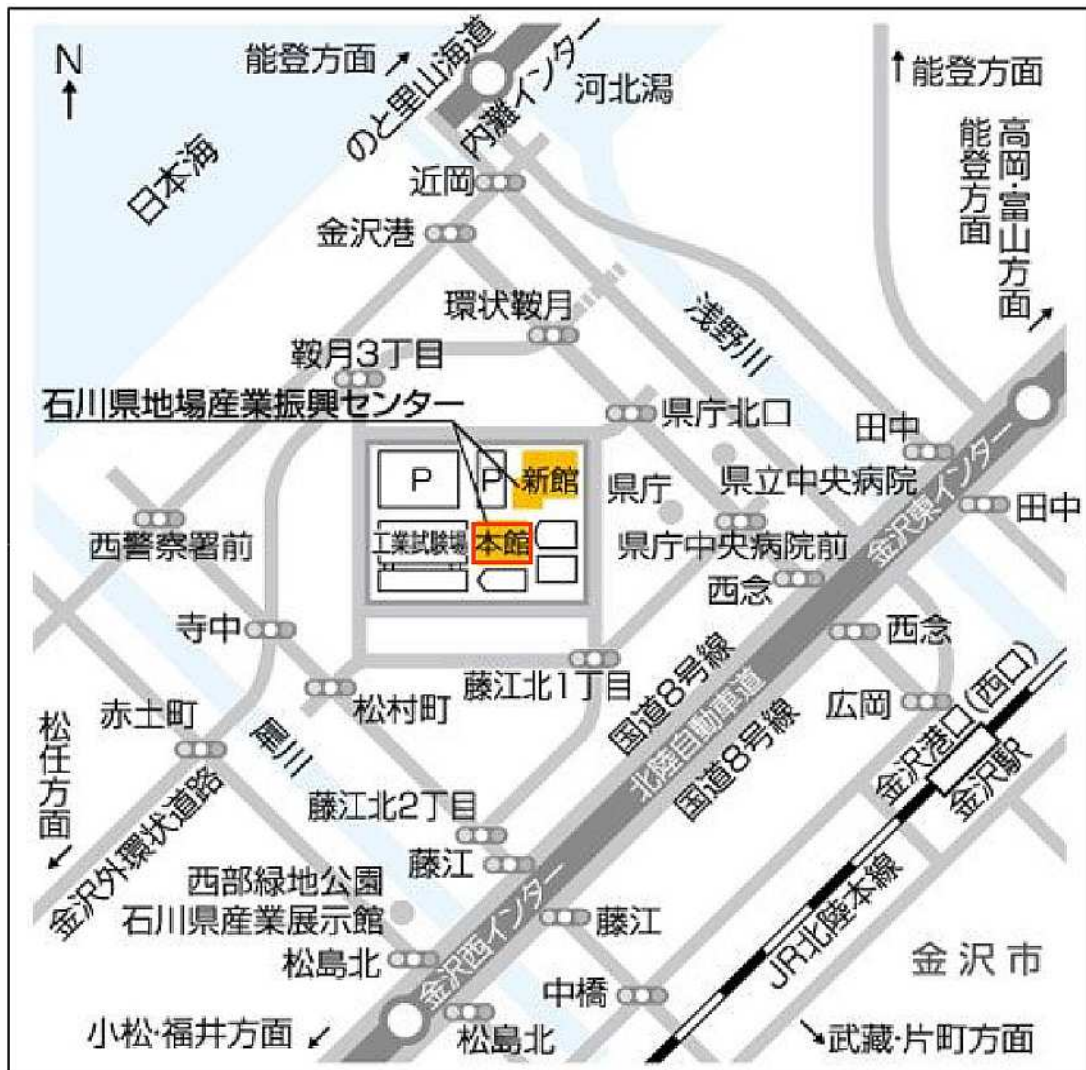 N
能登方面
のと里山海道
内灘インター
河北潟
能登方面
高岡・富山方面
能登方面
日本海
近岡
金沢港
環状鞍月
浅野川
鞍月3丁目
石川県地場産業振興センター
県庁北口
田中
P
P
新館
県庁
県立中央病院
金沢東インター
田中
西警察署前
工業試験場
本館
県庁中央病院前
西念
寺中
西念
藤江北1丁目
国道8号線
松村町
広岡
赤土町
犀川
北陸自動車道
国道8号線
金沢港口(西口)
金沢駅
松任方面
金沢外環状道路
藤江北2丁目
藤江
西部緑地公園
石川県産業展示館
藤江
JR北陸本線
金沢市
松島北
金沢西インター
中橋
小松・福井方面
松島北
武蔵・片町方面